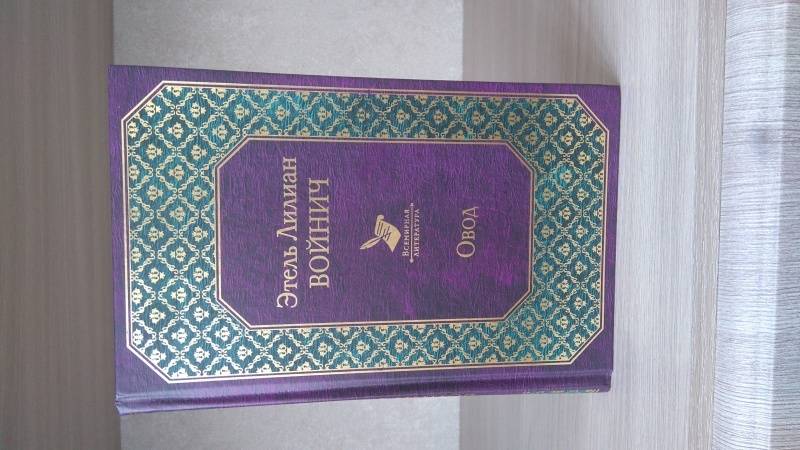 Этель Лилиан
ВОЙНИЧ
Всемирная
литература
Овод